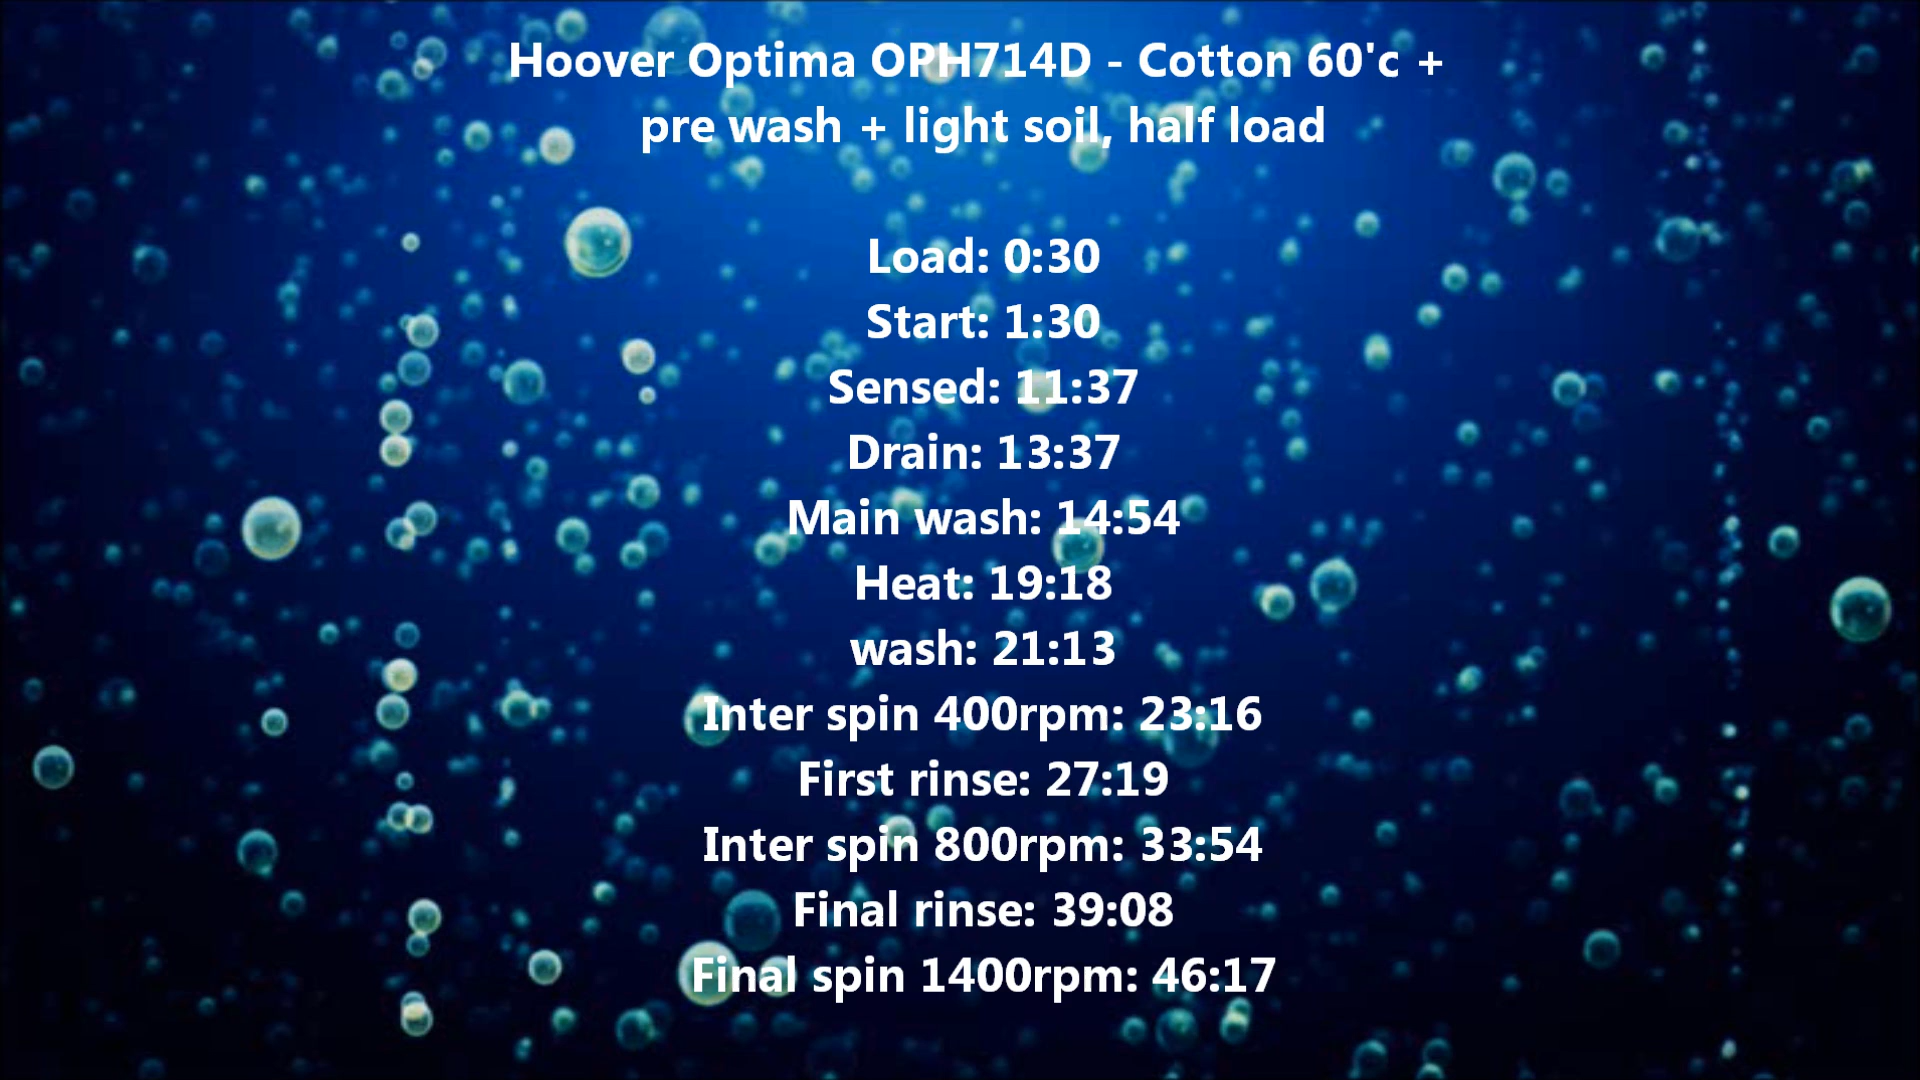 Hoover Optima OPH714D - Cotton 60'c +
pre wash + light soil, half load
Load: 0:30
Start: 1:30
Sensed: 11:37
Drain: 13:37
Main wash: 14:54
Heat: 19:18
wash: 21:13
Inter spin 400rpm: 23:16
First rinse: 27:19
Inter spin 800rpm: 33:54
Final rinse: 39:08
Final spin 1400rpm: 46:17